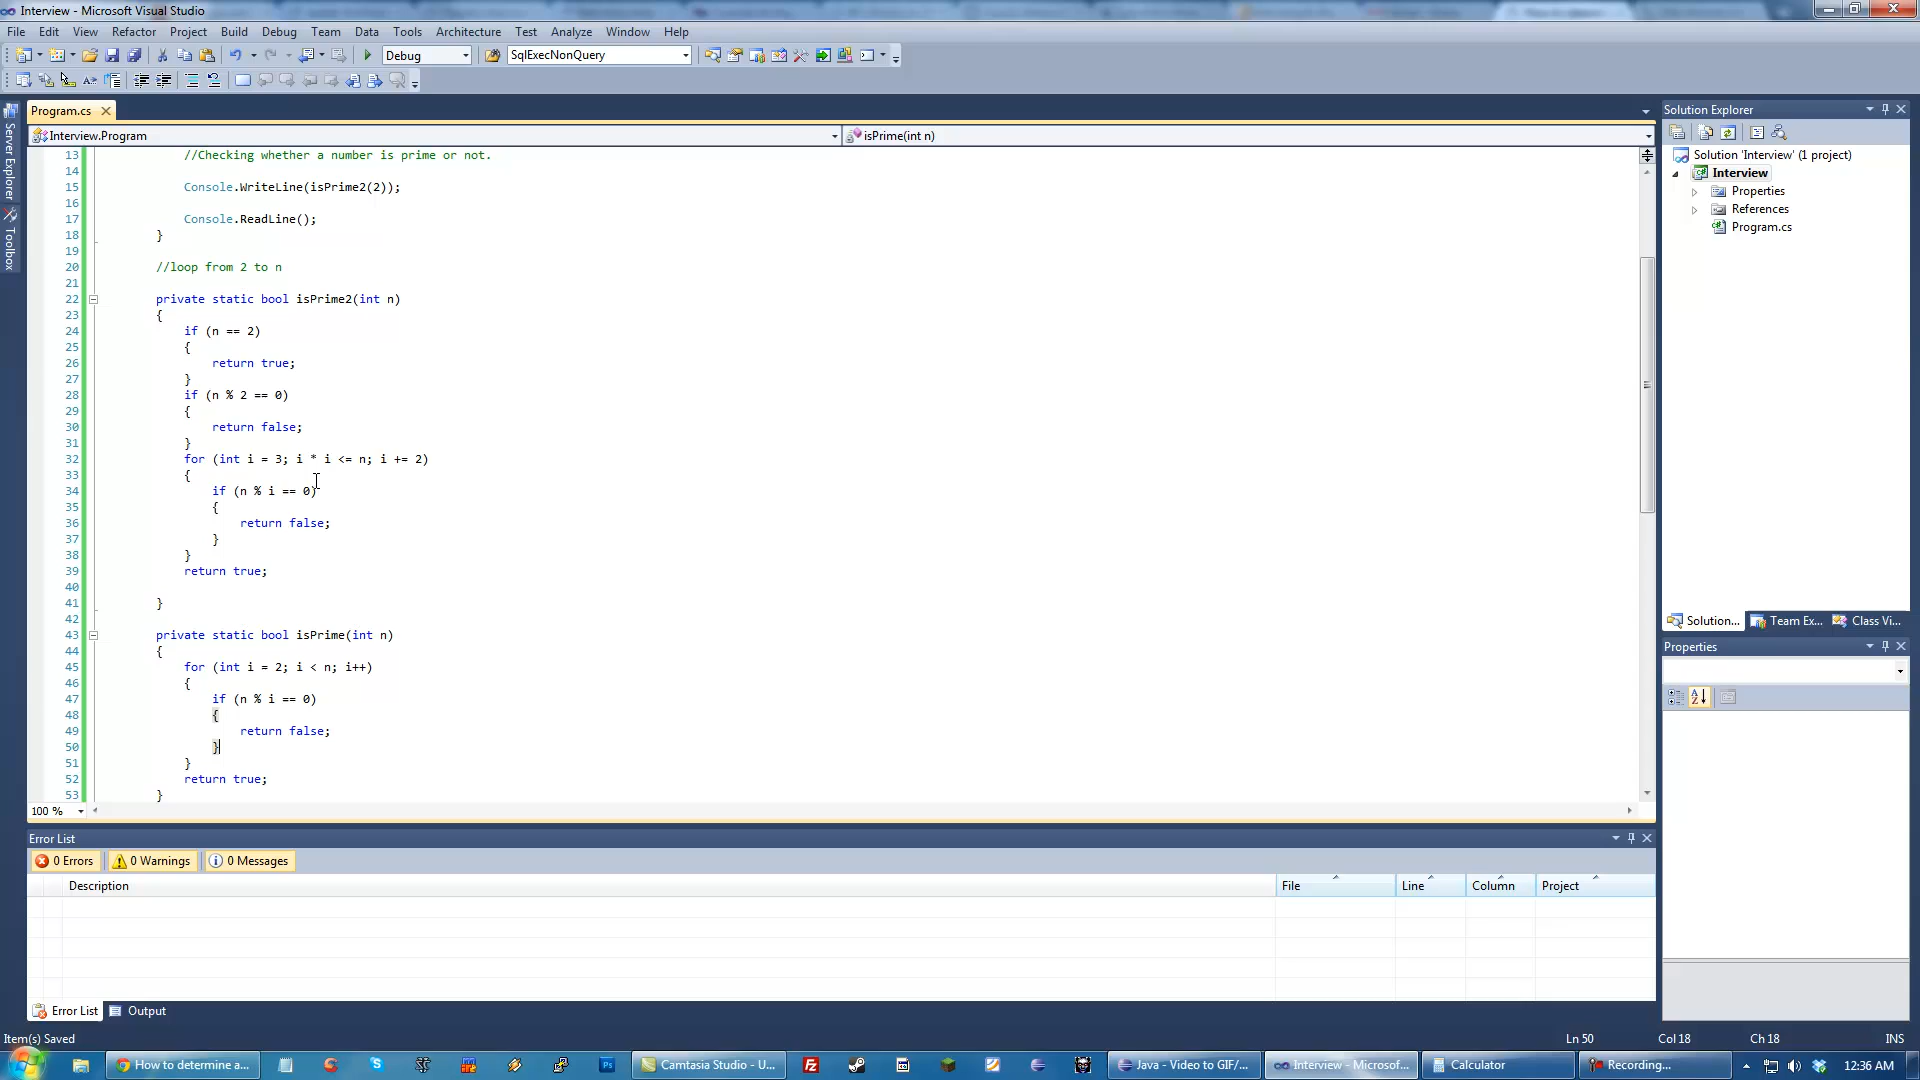 Interview - Microsoft Visual Studio
File Edit View Refactor Project Build Debug Team Data Tools Architecture Test Analyze Window Help
Debug SqlExecNonQuery
Program.cs
Interview.Program isPrime(int n)
Server Explorer
Toolbox
13 //Checking whether a number is prime or not.
14
15 Console.WriteLine(isPrime2(2));
16
17 Console.ReadLine();
18 }
19
20 //loop from 2 to n
21
22 private static bool isPrime2(int n)
23 {
24 if (n == 2)
25 {
26 return true;
27 }
28 if (n % 2 == 0)
29 {
30 return false;
31 }
32 for (int i = 3; i * i <= n; i += 2)
33 {
34 if (n % i == 0)
35 {
36 return false;
37 }
38 }
39 return true;
40
41 }
42
43 private static bool isPrime(int n)
44 {
45 for (int i = 2; i < n; i++)
46 {
47 if (n % i == 0)
48 {
49 return false;
50 }
51 }
52 return true;
53 }
100 %
Solution Explorer
Solution 'Interview' (1 project)
Interview
Properties
References
Program.cs
Solution... Team Ex... Class Vi...
Properties
Error List
0 Errors 0 Warnings 0 Messages
Description File Line Column Project
Error List Output
Item(s) Saved Ln 50 Col 18 Ch 18 INS
How to determine a... Camtasia Studio - U... Java - Video to GIF/... Interview - Microsof... Calculator Recording... 12:36 AM